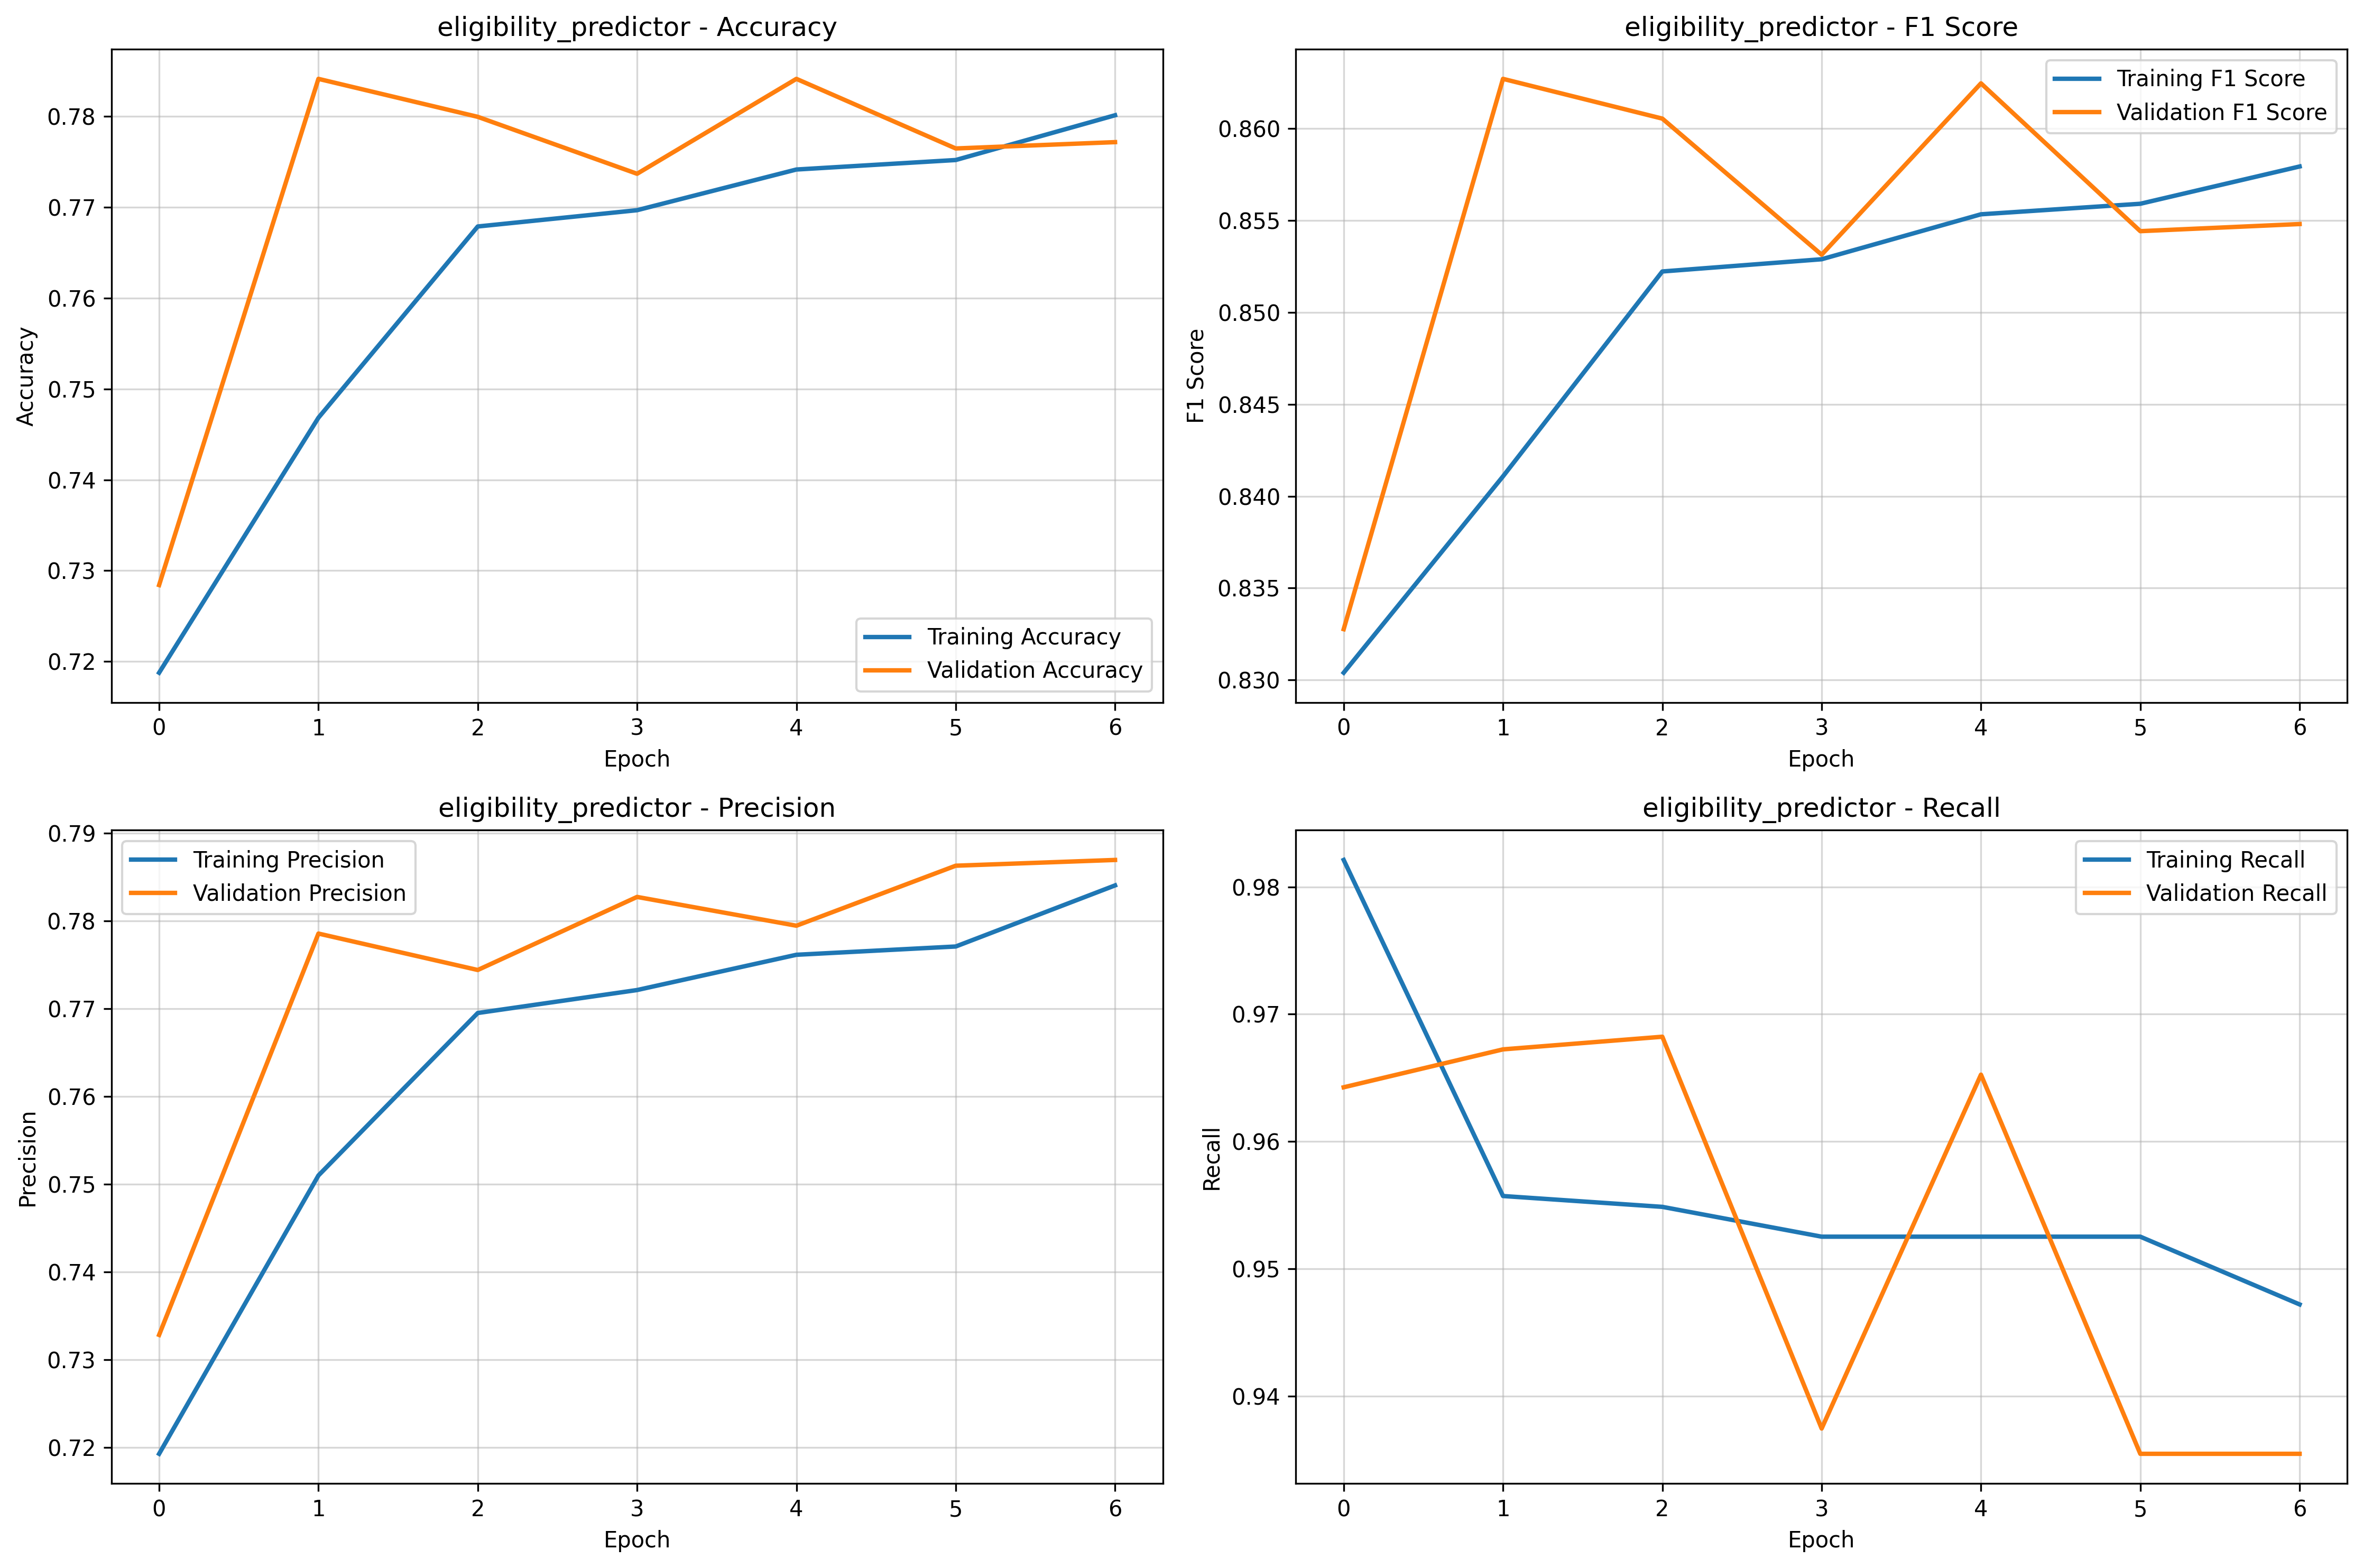 eligibility_predictor - Accuracy
Accuracy
0.78
0.77
0.76
0.75
0.74
0.73
0.72
Training Accuracy
Validation Accuracy
0 1 2 3 4 5 6
Epoch
eligibility_predictor - F1 Score
F1 Score
0.860
0.855
0.850
0.845
0.840
0.835
0.830
Training F1 Score
Validation F1 Score
0 1 2 3 4 5 6
Epoch
eligibility_predictor - Precision
Precision
0.79
0.78
0.77
0.76
0.75
0.74
0.73
0.72
Training Precision
Validation Precision
0 1 2 3 4 5 6
Epoch
eligibility_predictor - Recall
Recall
0.98
0.97
0.96
0.95
0.94
Training Recall
Validation Recall
0 1 2 3 4 5 6
Epoch